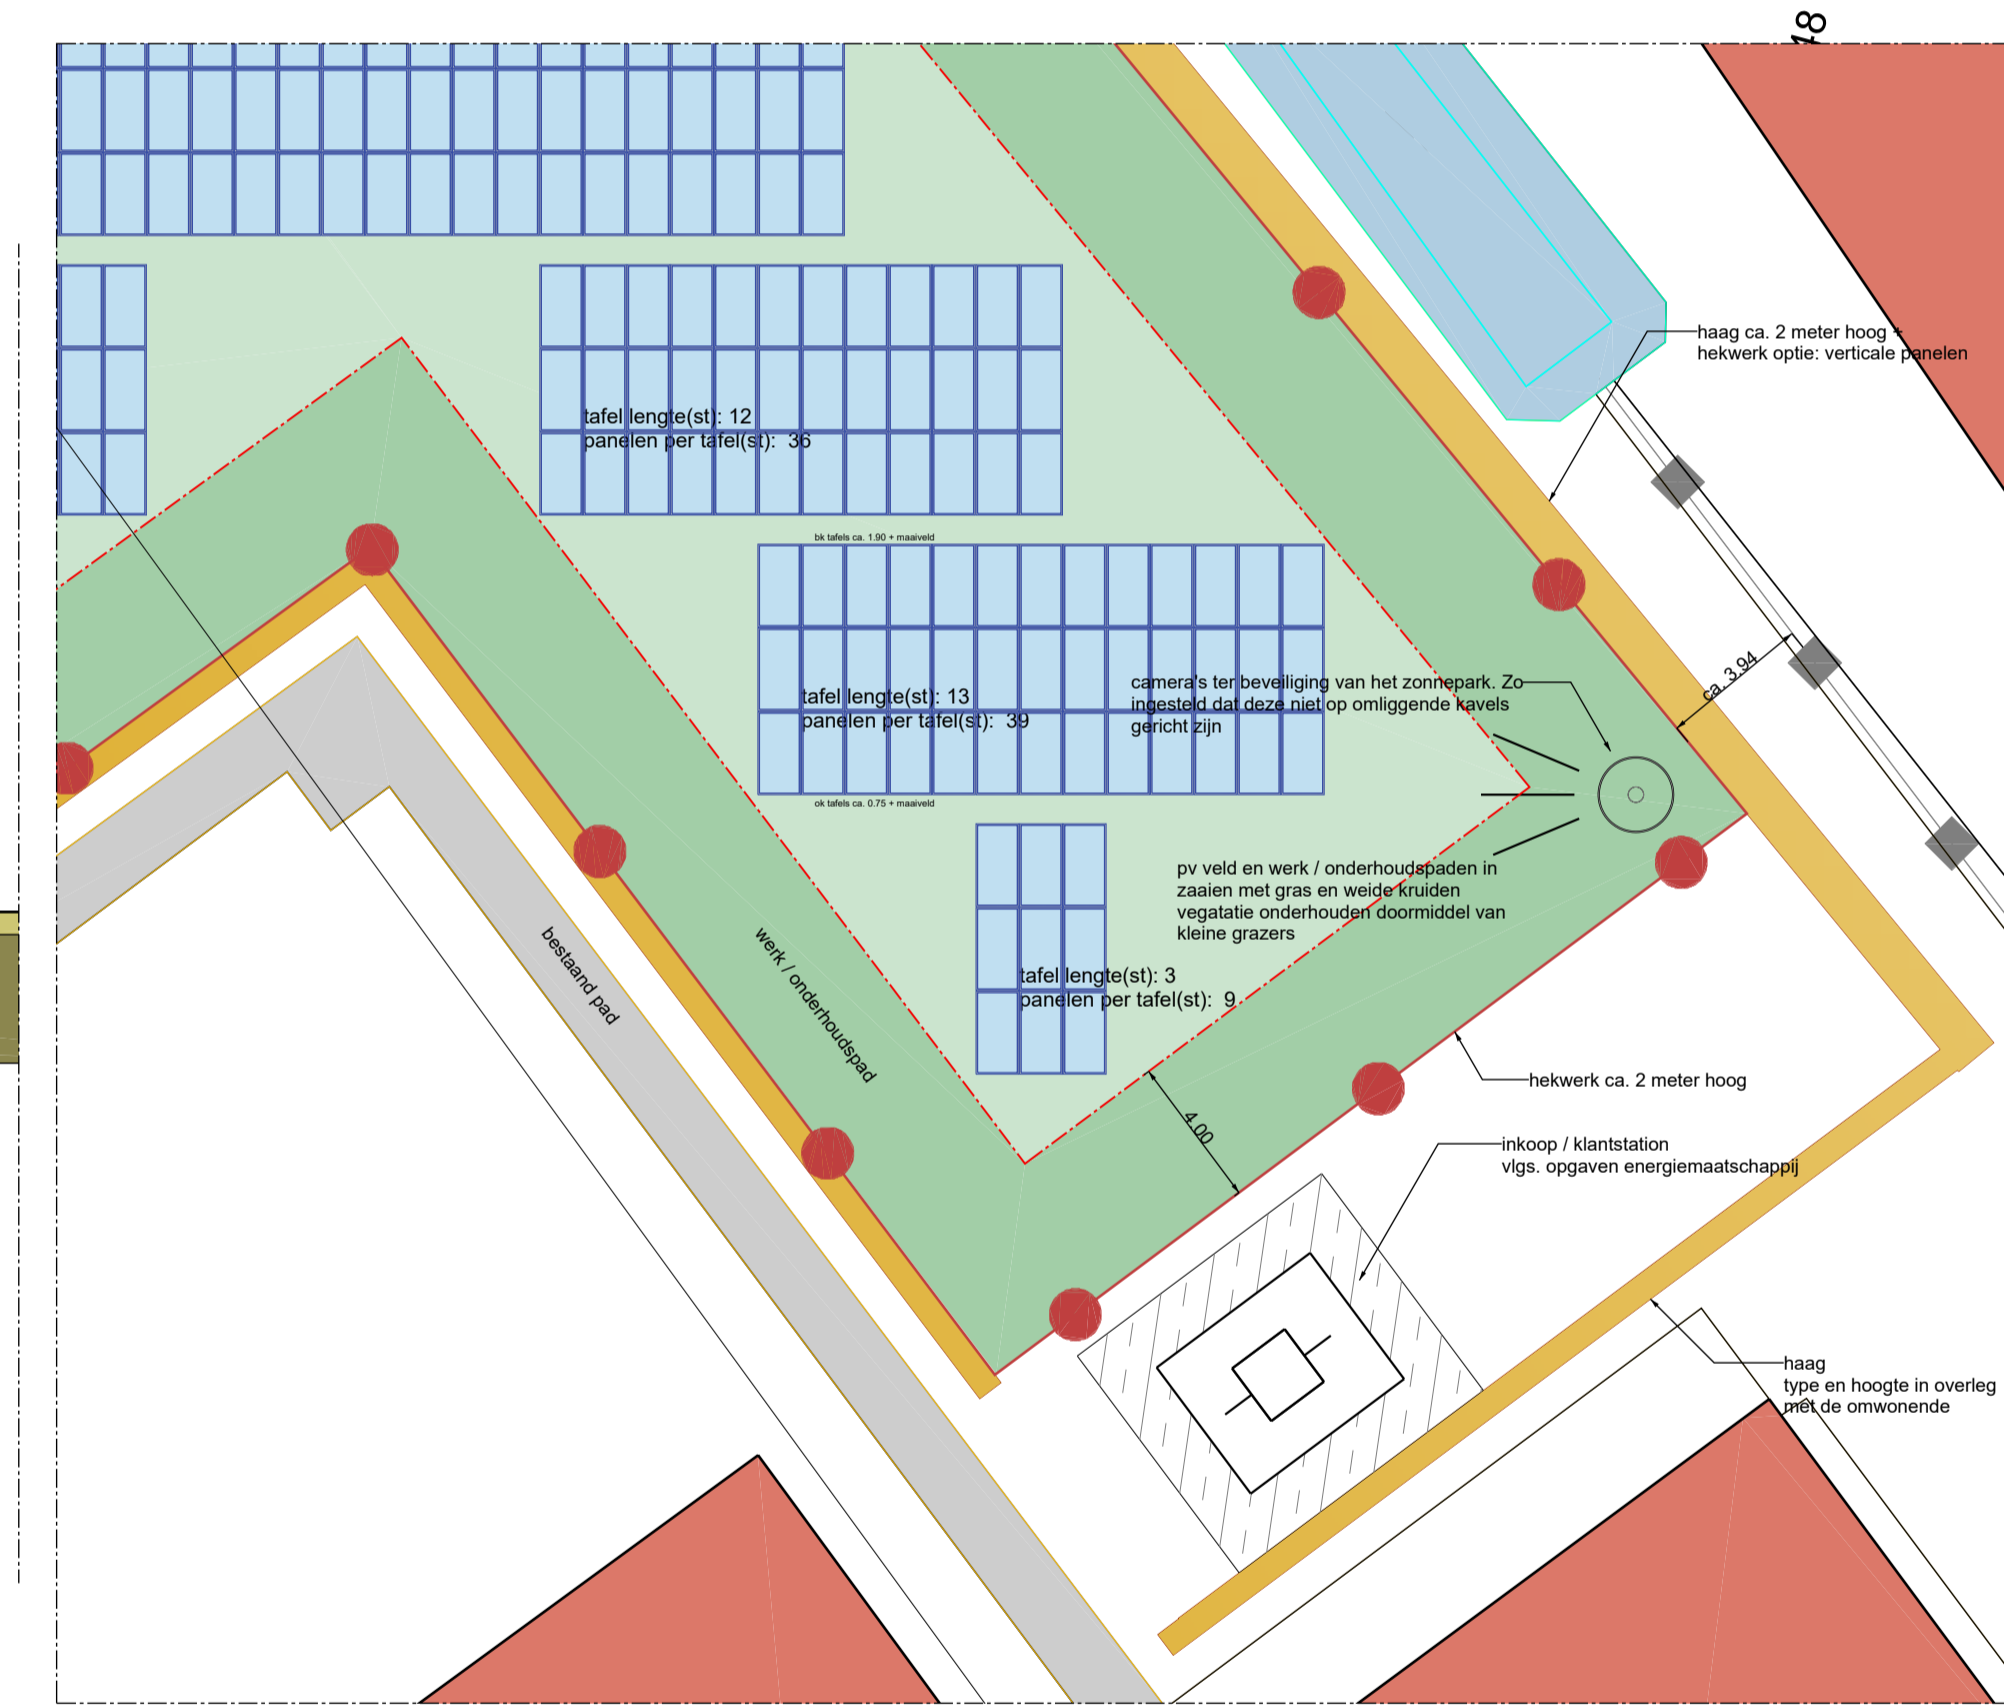 48
haag ca. 2 meter hoog +
hekwerk optie: verticale panelen
tafel lengte(st): 12
panelen per tafel(st): 36
bk tafels ca. 1.90 + maaiveld
ca. 3.94
camera's ter beveiliging van het zonnepark. Zo
ingesteld dat deze niet op omliggende kavels
gericht zijn
tafel lengte(st): 13
panelen per tafel(st): 39
ok tafels ca. 0.75 + maaiveld
pv veld en werk / onderhoudspaden in
zaaien met gras en weide kruiden
vegatatie onderhouden doormiddel van
kleine grazers
bestaand pad
werk / onderhoudspad
tafel lengte(st): 3
panelen per tafel(st): 9
hekwerk ca. 2 meter hoog
4.00
inkoop / klantstation
vlgs. opgaven energiemaatschappij
haag
type en hoogte in overleg
met de omwonende